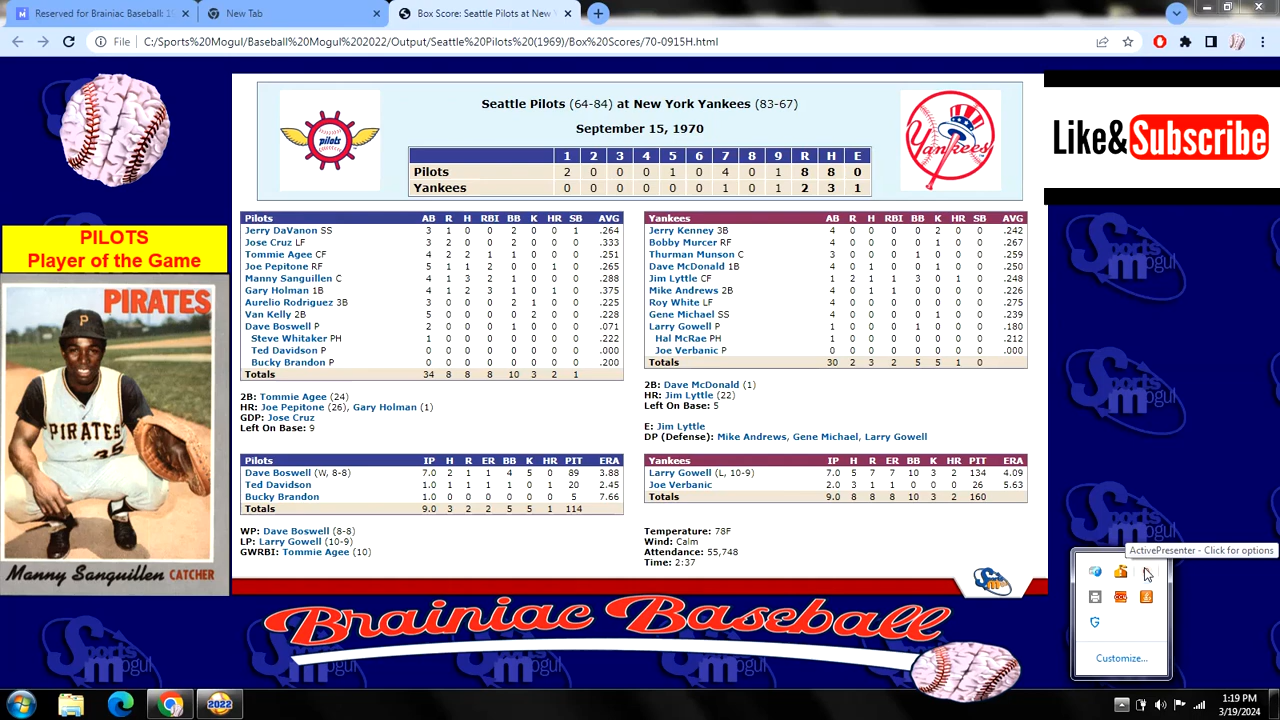 Reserved for Brainiac Baseball: 19
New Tab
Box Score: Seattle Pilots at New Y
File C:/Sports%20Mogul/Baseball%20Mogul%202022/Output/Seattle%20Pilots%20(1969)/Box%20Scores/70-0915H.html
Seattle Pilots (64-84) at New York Yankees (83-67)
September 15, 1970
pilots
Yankees
Like& Subscribe
1 2 3 4 5 6 7 8 9 R H E
Pilots 2 0 0 0 1 0 4 0 1 8 8 0
Yankees 0 0 0 0 0 0 1 0 1 2 3 1
Pilots AB R H RBI BB K HR SB AVG
Jerry DaVanon SS 3 1 0 0 2 0 0 1 .264
Jose Cruz LF 3 2 0 0 2 0 0 0 .333
Tommie Agee CF 4 2 2 1 1 0 0 0 .251
Joe Pepitone RF 5 1 1 2 0 0 1 0 .265
Manny Sanguillen C 4 1 3 2 1 0 0 0 .288
Gary Holman 1B 4 1 2 3 1 0 1 0 .375
Aurelio Rodriguez 3B 3 0 0 0 2 1 0 0 .225
Van Kelly 2B 5 0 0 0 0 2 0 0 .228
Dave Boswell P 2 0 0 0 1 0 0 0 .071
Steve Whitaker PH 1 0 0 0 0 0 0 0 .222
Ted Davidson P 0 0 0 0 0 0 0 0 .000
Bucky Brandon P 0 0 0 0 0 0 0 0 .200
Totals 34 8 8 8 10 3 2 1
2B: Tommie Agee (24)
HR: Joe Pepitone (26), Gary Holman (1)
GDP: Jose Cruz
Left On Base: 9
Yankees AB R H RBI BB K HR SB AVG
Jerry Kenney 3B 4 0 0 0 0 1 0 0 .242
Bobby Murcer RF 4 0 0 0 0 1 0 0 .267
Thurman Munson C 3 0 0 0 1 0 0 0 .259
Dave McDonald 1B 4 0 1 0 0 1 0 0 .250
Jim Lyttle CF 1 2 1 1 3 0 1 0 .248
Mike Andrews 2B 4 0 1 1 0 0 0 0 .226
Roy White LF 4 0 0 0 0 0 0 0 .275
Gene Michael SS 4 0 0 0 0 1 0 0 .239
Larry Gowell P 1 0 0 0 1 1 0 0 .180
Hal McRae PH 1 0 0 0 0 0 0 0 .212
Joe Verbanic P 0 0 0 0 0 0 0 0 .000
Totals 30 2 3 2 5 5 1 0
2B: Dave McDonald (1)
HR: Jim Lyttle (22)
Left On Base: 5
E: Jim Lyttle
DP (Defense): Mike Andrews, Gene Michael, Larry Gowell
Pilots IP H R ER BB K HR PIT ERA
Dave Boswell (W, 8-8) 7.0 2 1 1 4 5 0 89 3.88
Ted Davidson 1.0 1 1 1 1 0 1 20 2.45
Bucky Brandon 1.0 0 0 0 0 0 0 5 7.66
Totals 9.0 3 2 2 5 5 1 114
WP: Dave Boswell (8-8)
LP: Larry Gowell (10-9)
GWRBI: Tommie Agee (10)
Yankees IP H R ER BB K HR PIT ERA
Larry Gowell (L, 10-9) 7.0 5 7 7 10 3 2 134 4.09
Joe Verbanic 2.0 3 1 1 0 0 0 26 5.63
Totals 9.0 8 8 8 10 3 2 160
Temperature: 78F
Wind: Calm
Attendance: 55,748
Time: 2:37
PILOTS
Player of the Game
PIRATES
P
PIRATES
35
Manny Sanguillen CATCHER
Brainiac Baseball
Sports Mogul
ActivePresenter - Click for options
Customize...
2022
1:19 PM
3/19/2024